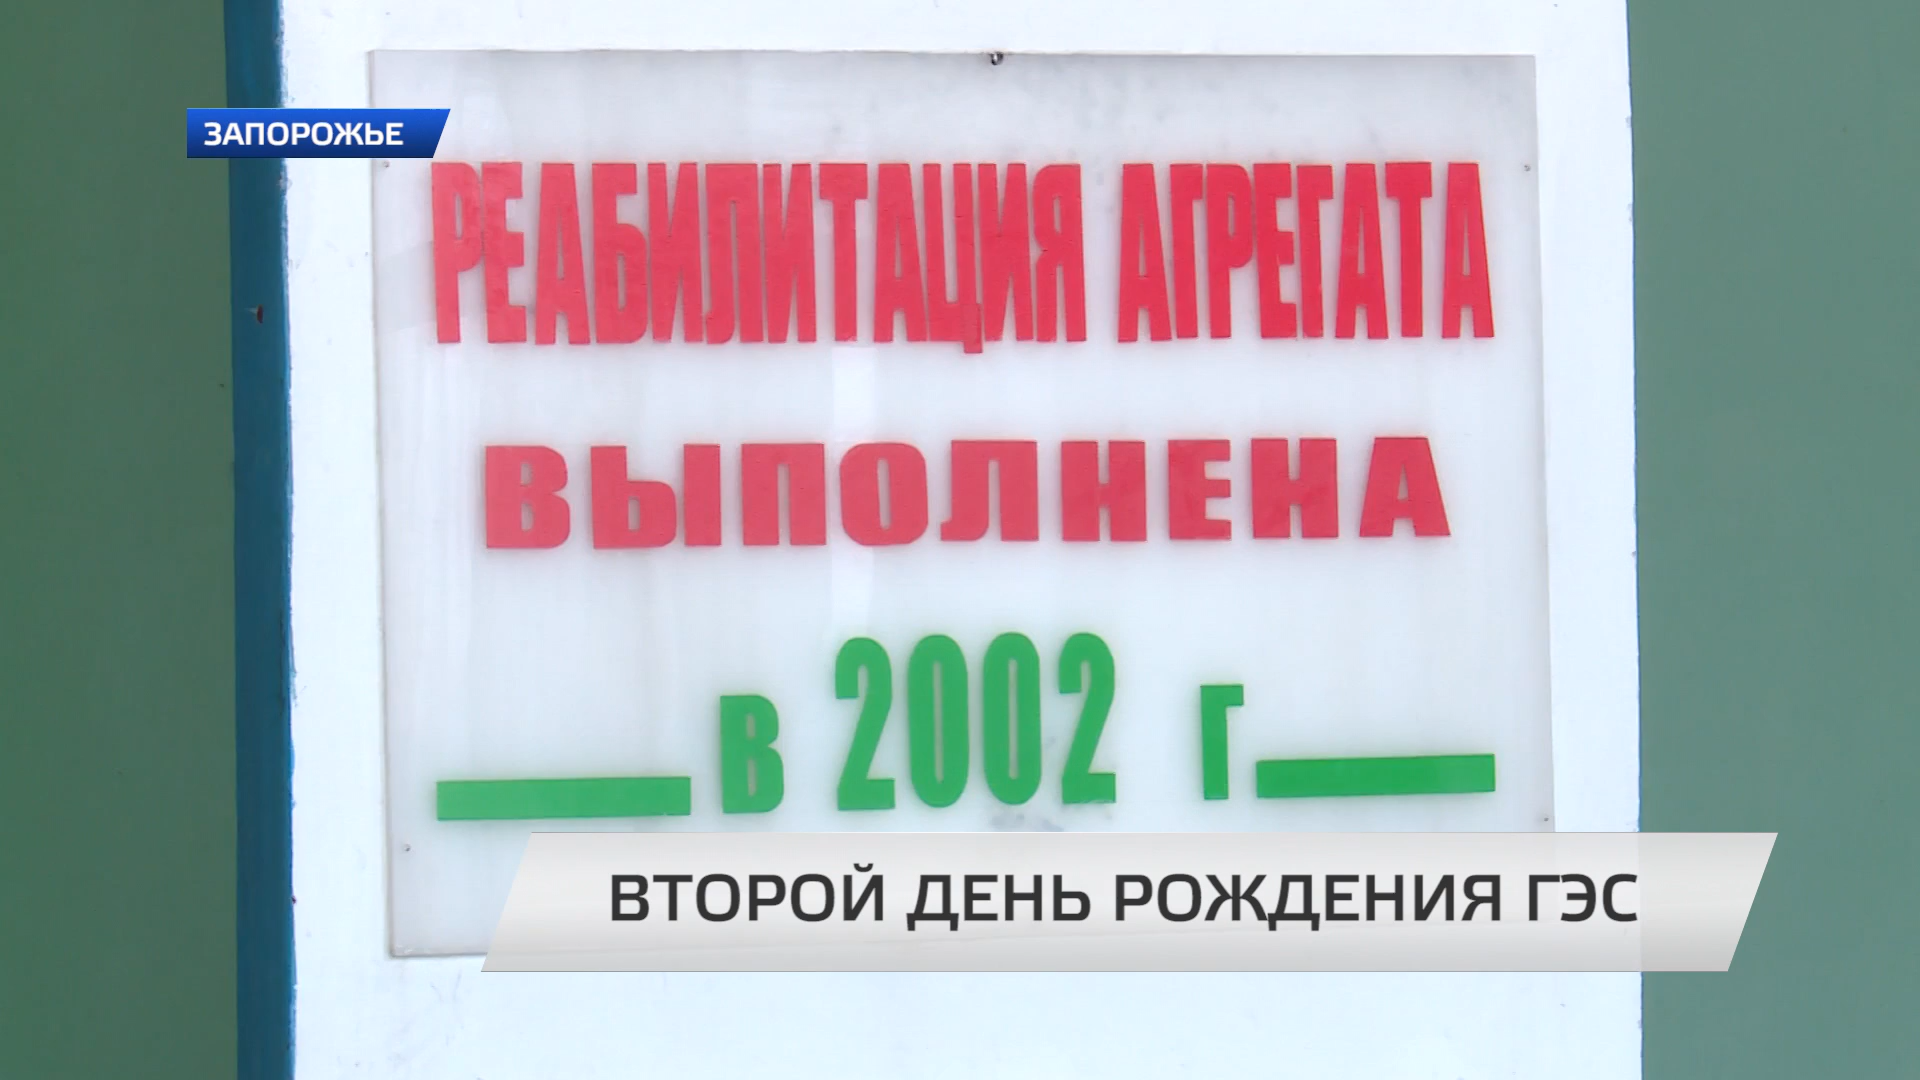 ЗАПОРОЖЬЕ
РЕАБИЛИТАЦИЯ АГРЕГАТА
ВЫПОЛНЕНА
в 2002 г
ВТОРОЙ ДЕНЬ РОЖДЕНИЯ ГЭС